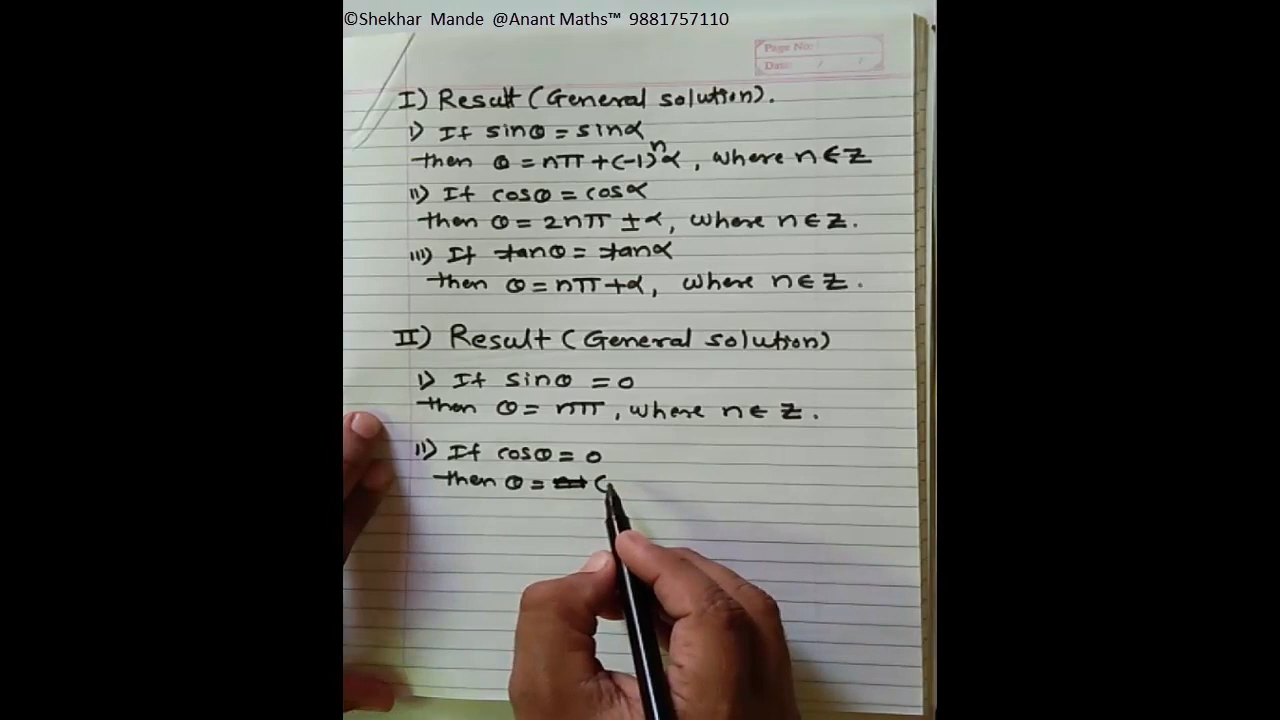 ©Shekhar Mande @Anant Maths™ 9881757110
Page No:
Date: / /
I) Result (General solution).
i) If sinθ = sinα
then θ = nπ + (-1)ⁿα, where n ∈ Z
ii) If cosθ = cosα
then θ = 2nπ ± α, where n ∈ Z.
iii) If tanθ = tanα
then θ = nπ + α, where n ∈ Z.
II) Result (General solution)
i) If sinθ = 0
then θ = nπ, where n ∈ Z.
ii) If cosθ = 0
then θ = (